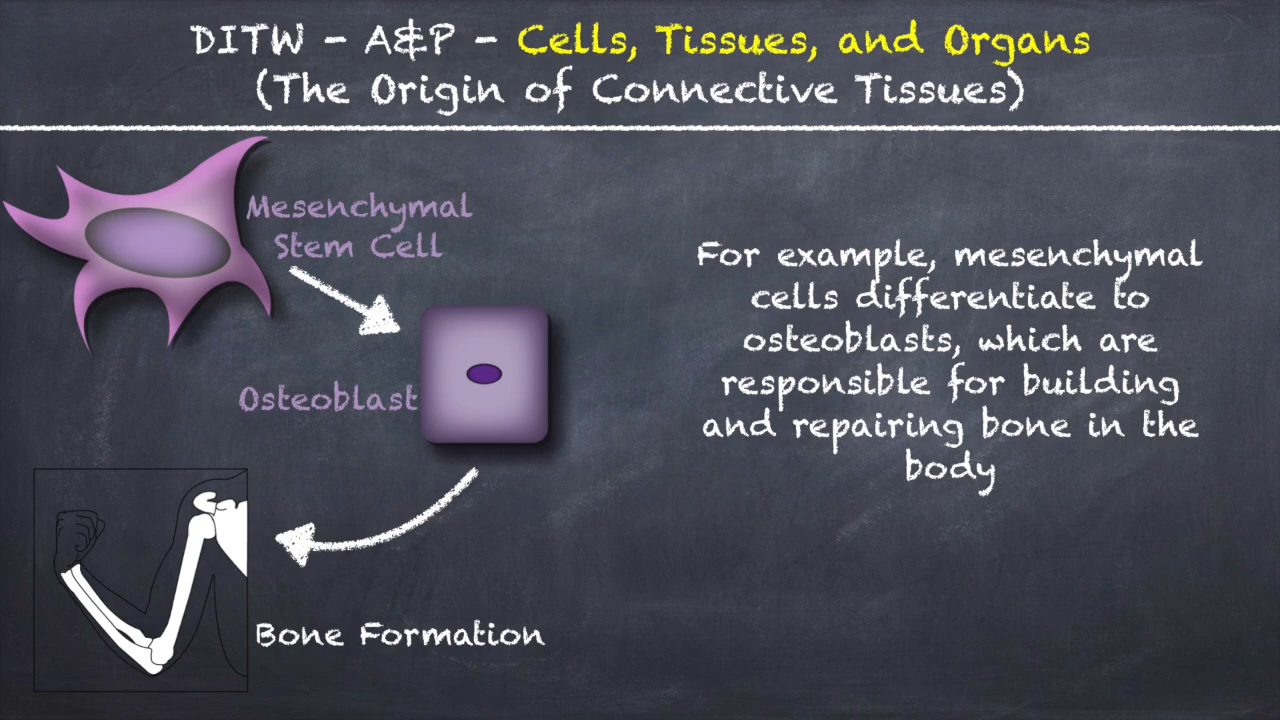 DITW - A&P - Cells, Tissues, and Organs
(The Origin of Connective Tissues)
Mesenchymal
Stem Cell
Osteoblast
Bone Formation
For example, mesenchymal
cells differentiate to
osteoblasts, which are
responsible for building
and repairing bone in the
body